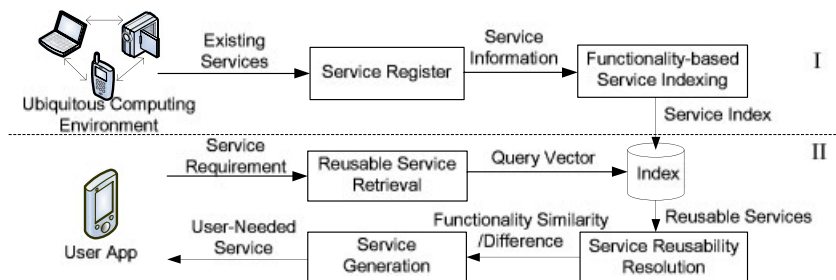 Existing
Services
Service Register
Service
Information
Functionality-based
Service Indexing
I
Ubiquitous Computing
Environment
Service Index
Service
Requirement
Reusable Service
Retrieval
Query Vector
Index
II
User App
User-Needed
Service
Service
Generation
Functionality Similarity
/Difference
Reusable Services
Service Reusability
Resolution